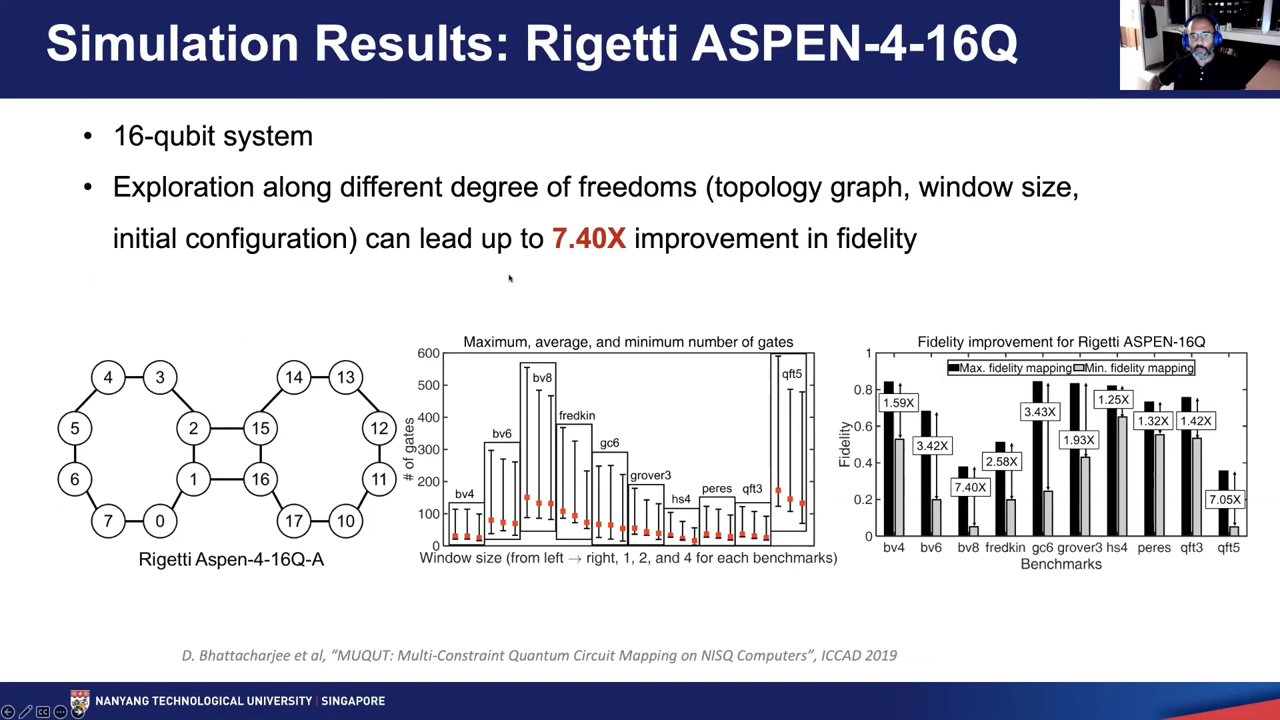 Simulation Results: Rigetti ASPEN-4-16Q
• 16-qubit system
• Exploration along different degree of freedoms (topology graph, window size,
initial configuration) can lead up to 7.40X improvement in fidelity
4 3 14 13
5 2 15 12
6 1 16 11
7 0 17 10
Rigetti Aspen-4-16Q-A
Maximum, average, and minimum number of gates
# of gates
600
500
400
300
200
100
0
bv4
bv6
bv8
fredkin
gc6
grover3
hs4
peres
qft3
qft5
Window size (from left → right, 1, 2, and 4 for each benchmarks)
Fidelity improvement for Rigetti ASPEN-16Q
Max. fidelity mapping Min. fidelity mapping
Fidelity
1
0.8
0.6
0.4
0.2
0
1.59X
3.42X
7.40X
2.58X
3.43X
1.93X
1.25X
1.32X
1.42X
7.05X
bv4 bv6 bv8 fredkin gc6 grover3 hs4 peres qft3 qft5
Benchmarks
D. Bhattacharjee et al, “MUQUT: Multi-Constraint Quantum Circuit Mapping on NISQ Computers”, ICCAD 2019
NANYANG TECHNOLOGICAL UNIVERSITY | SINGAPORE
CC